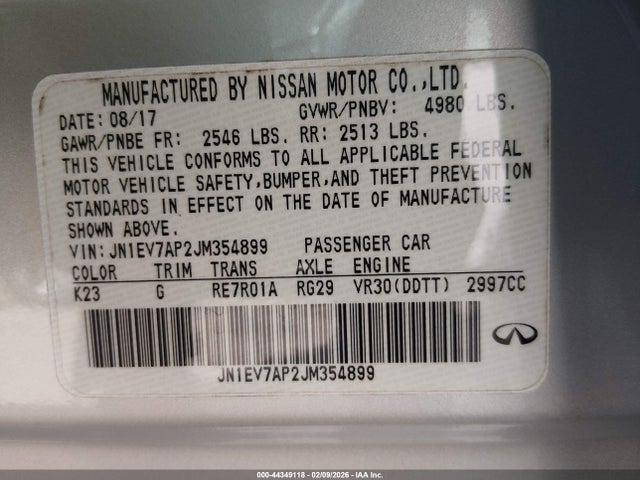 MANUFACTURED BY NISSAN MOTOR CO.,LTD.
DATE: 08/17 GVWR/PNBV: 4980 LBS.
GAWR/PNBE FR: 2546 LBS. RR: 2513 LBS.
THIS VEHICLE CONFORMS TO ALL APPLICABLE FEDERAL
MOTOR VEHICLE SAFETY,BUMPER,AND THEFT PREVENTION
STANDARDS IN EFFECT ON THE DATE OF MANUFACTURE
SHOWN ABOVE.
VIN:JN1EV7AP2JM354899 PASSENGER CAR
COLOR TRIM TRANS AXLE ENGINE
K23 G RE7R01A RG29 VR30(DDTT) 2997CC
JN1EV7AP2JM354899
INFINITI
000-44349118 - 02/09/2026 - IAA Inc.